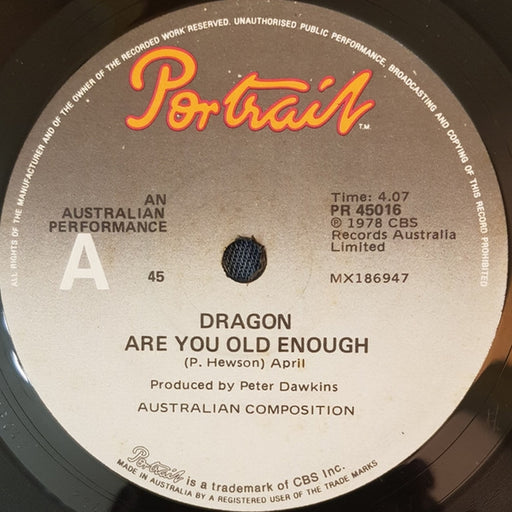 ALL RIGHTS OF THE MANUFACTURER AND OF THE OWNER OF THE RECORDED WORK RESERVED. UNAUTHORISED PUBLIC PERFORMANCE, BROADCASTING AND COPYING OF THIS RECORD PROHIBITED
Portrait T.M.
AN
AUSTRALIAN
PERFORMANCE
A
45
Time: 4.07
PR 45016
℗ 1978 CBS
Records Australia
Limited
MX186947
DRAGON
ARE YOU OLD ENOUGH
(P. Hewson) April
Produced by Peter Dawkins
AUSTRALIAN COMPOSITION
Portrait is a trademark of CBS Inc.
MADE IN AUSTRALIA BY A REGISTERED USER OF THE TRADE MARKS